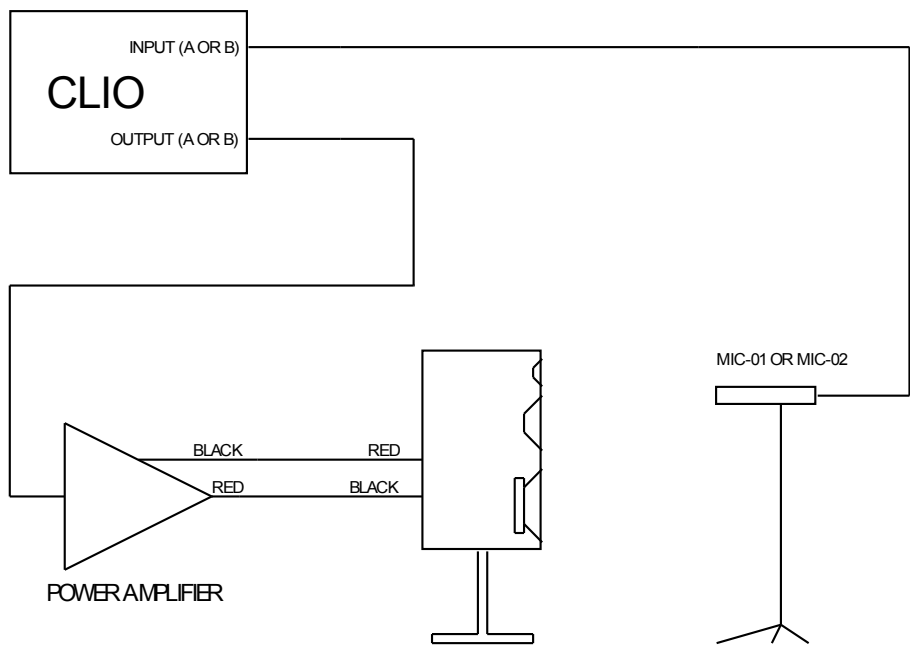 INPUT (A OR B)
CLIO
OUTPUT (A OR B)
MIC-01 OR MIC-02
BLACK RED
RED BLACK
POWER AMPLIFIER